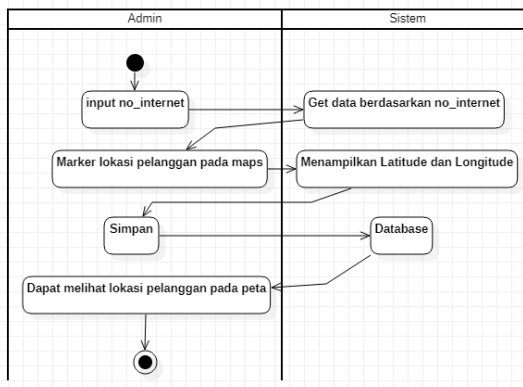 Admin
Sistem
input no_internet
Get data berdasarkan no_internet
Marker lokasi pelanggan pada maps
Menampilkan Latitude dan Longitude
Simpan
Database
Dapat melihat lokasi pelanggan pada peta